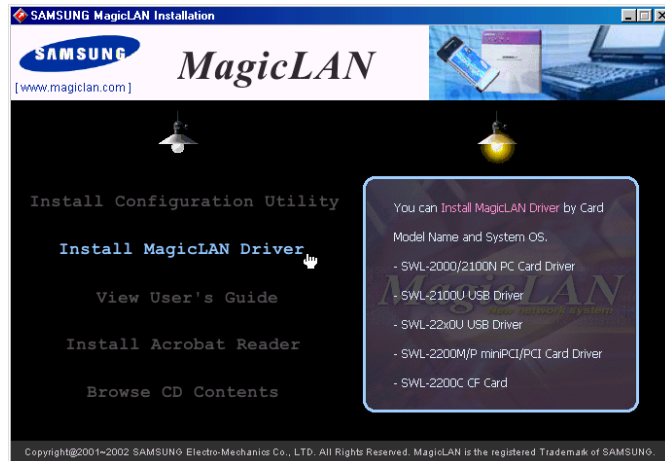 SAMSUNG MagicLAN Installation
SAMSUNG
MagicLAN
[ www.magiclan.com ]
Install Configuration Utility
Install MagicLAN Driver
View User's Guide
Install Acrobat Reader
Browse CD Contents
You can Install MagicLAN Driver by Card
Model Name and System OS.
- SWL-2000/2100N PC Card Driver
- SWL-2100U USB Driver
- SWL-22x0U USB Driver
- SWL-2200M/P miniPCI/PCI Card Driver
- SWL-2200C CF Card
MagicLAN
New network system
Copyright@2001~2002 SAMSUNG Electro-Mechanics Co., LTD. All Rights Reserved. MagicLAN is the registered Trademark of SAMSUNG.